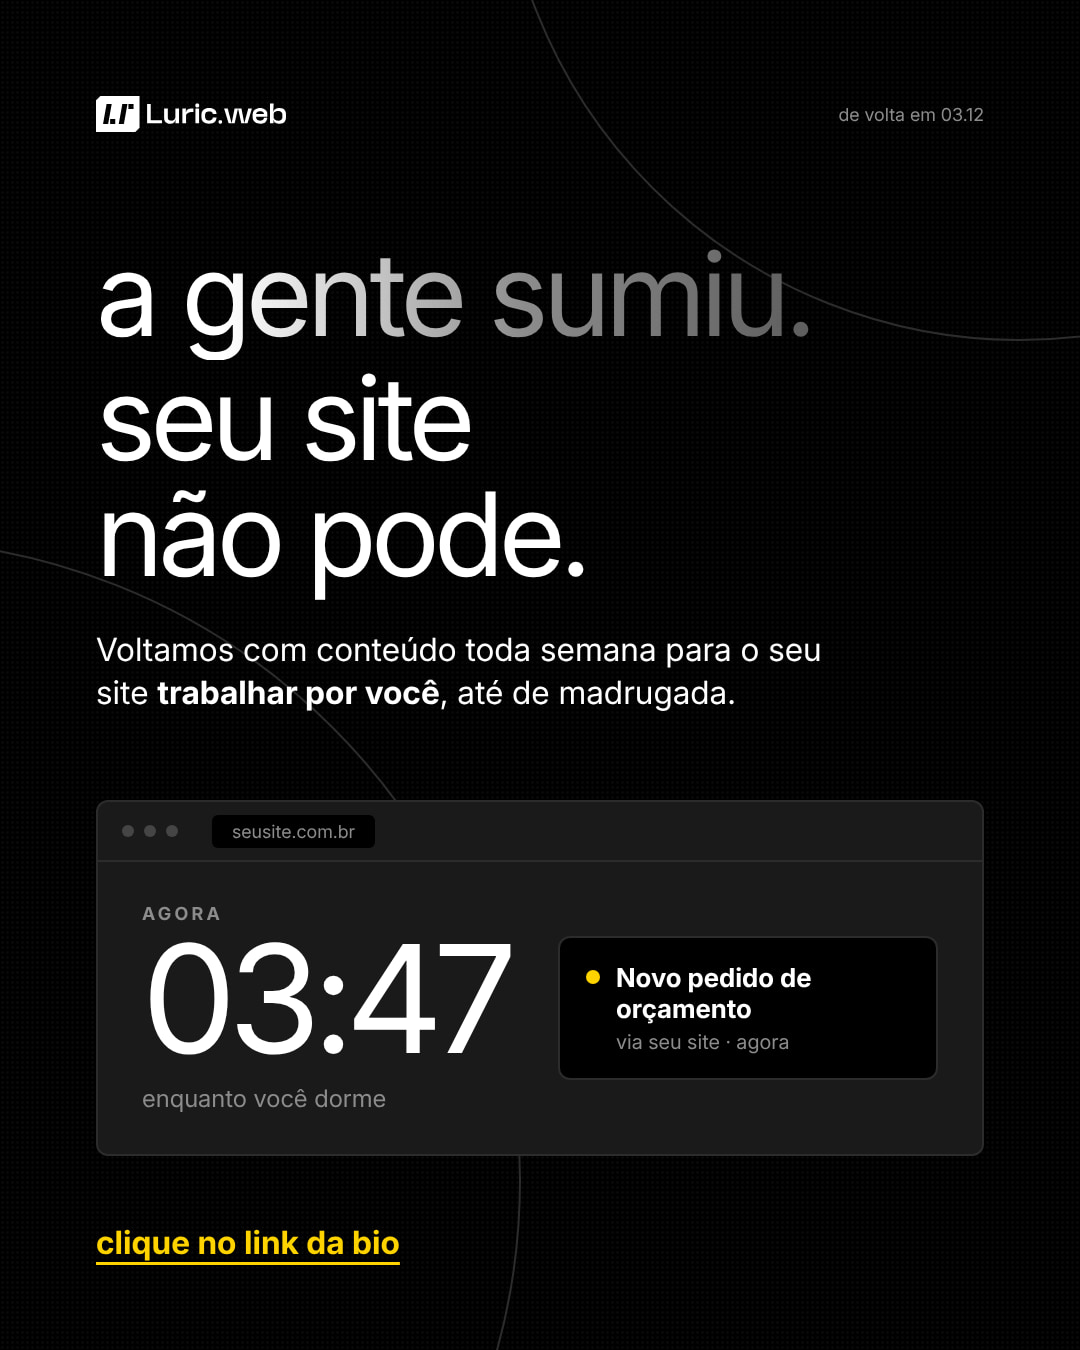 Luric.web
de volta em 03.12
a gente sumiu.
seu site
não pode.
Voltamos com conteúdo toda semana para o seu
site trabalhar por você, até de madrugada.
seusite.com.br
AGORA
03:47
enquanto você dorme
Novo pedido de
orçamento
via seu site · agora
clique no link da bio